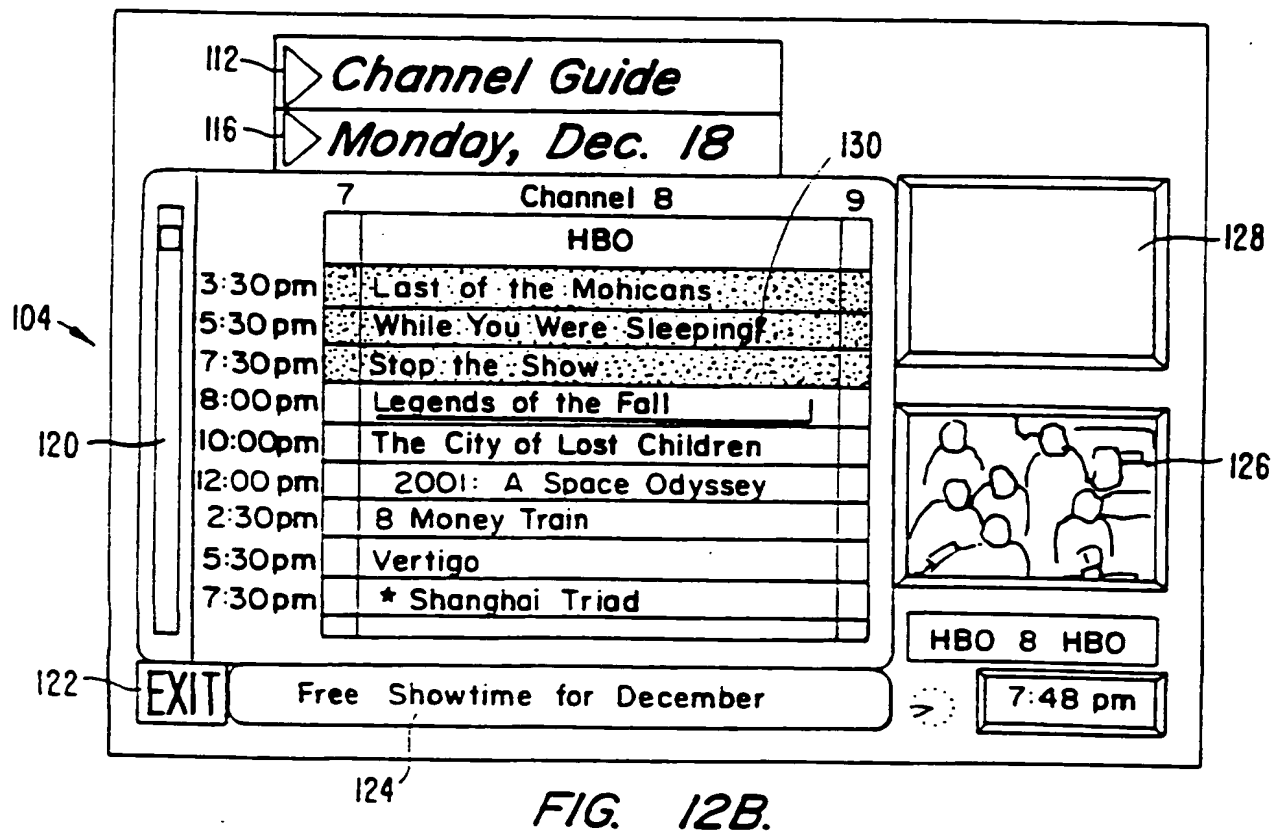 112 Channel Guide
116 Monday, Dec. 18
130
7 Channel 8 9
HBO
128
3:30pm Last of the Mohicans
104
5:30pm While You Were Sleeping
7:30pm Stop the Show
8:00pm Legends of the Fall
120
10:00pm The City of Lost Children
126
12:00pm 2001: A Space Odyssey
2:30pm 8 Money Train
5:30pm Vertigo
7:30pm * Shanghai Triad
HBO 8 HBO
122 EXIT Free Showtime for December
7:48 pm
124
FIG. 12B.